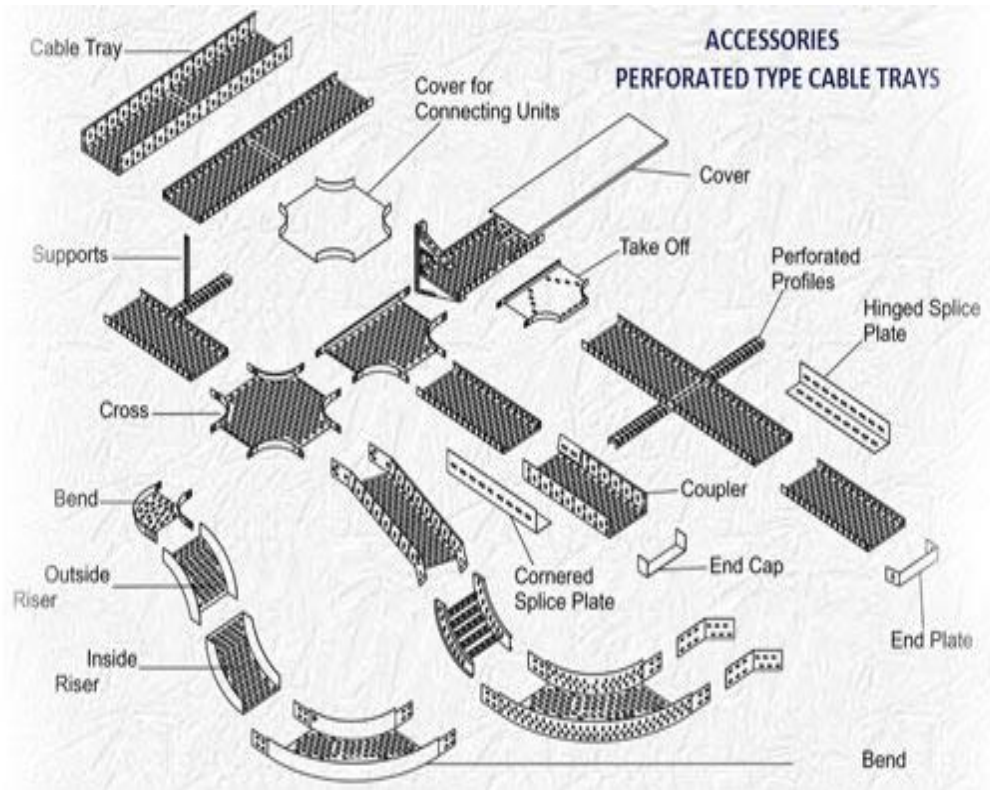 ACCESSORIES
PERFORATED TYPE CABLE TRAYS
Cable Tray
Cover for
Connecting Units
Cover
Supports
Take Off
Perforated
Profiles
Hinged Splice
Plate
Cross
Bend
Coupler
Outside
Riser
Cornered
Splice Plate
End Cap
End Plate
Inside
Riser
Bend